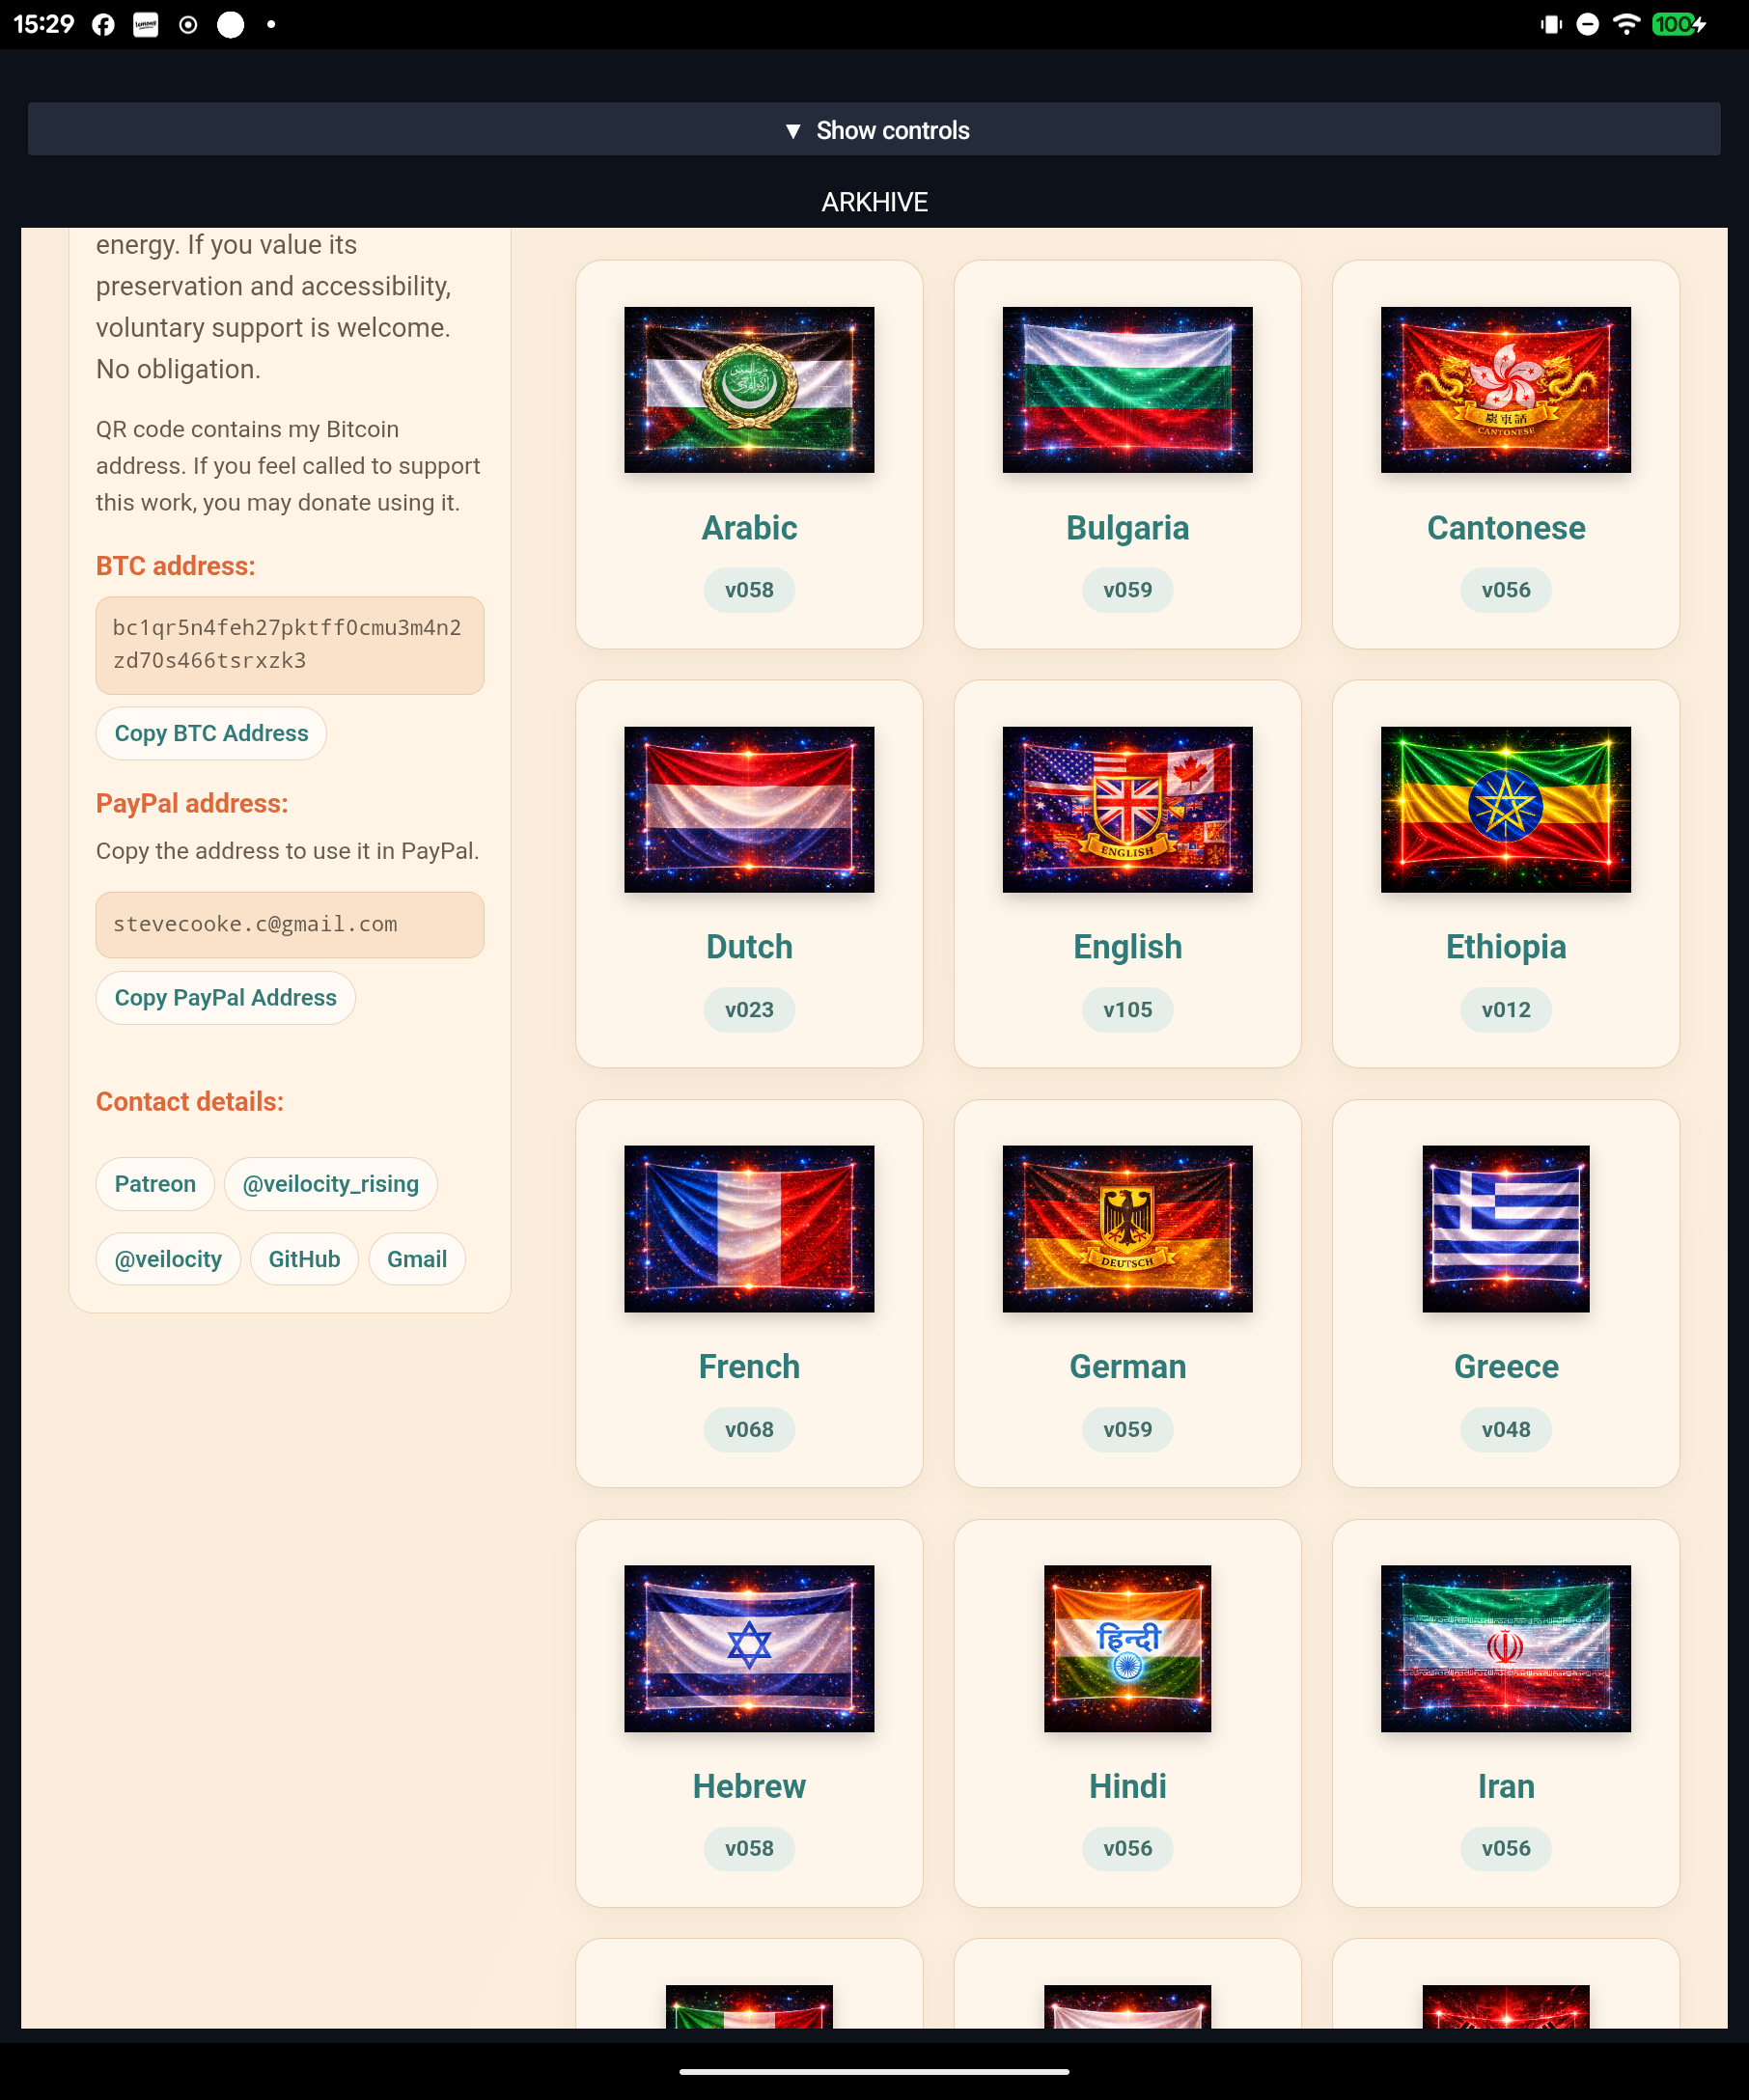 15:29
100
▼ Show controls
ARKHIVE
energy. If you value its
preservation and accessibility,
voluntary support is welcome.
No obligation.
QR code contains my Bitcoin
address. If you feel called to support
this work, you may donate using it.
BTC address:
bc1qr5n4feh27pktff0cmu3m4n2
zd70s466tsrxzk3
Copy BTC Address
PayPal address:
Copy the address to use it in PayPal.
stevecooke.c@gmail.com
Copy PayPal Address
Contact details:
Patreon
@veilocity_rising
@veilocity
GitHub
Gmail
Arabic
v058
Bulgaria
v059
CANTONESE
Cantonese
v056
Dutch
v023
ENGLISH
English
v105
Ethiopia
v012
French
v068
DEUTSCH
German
v059
Greece
v048
Hebrew
v058
हिन्दी
Hindi
v056
Iran
v056